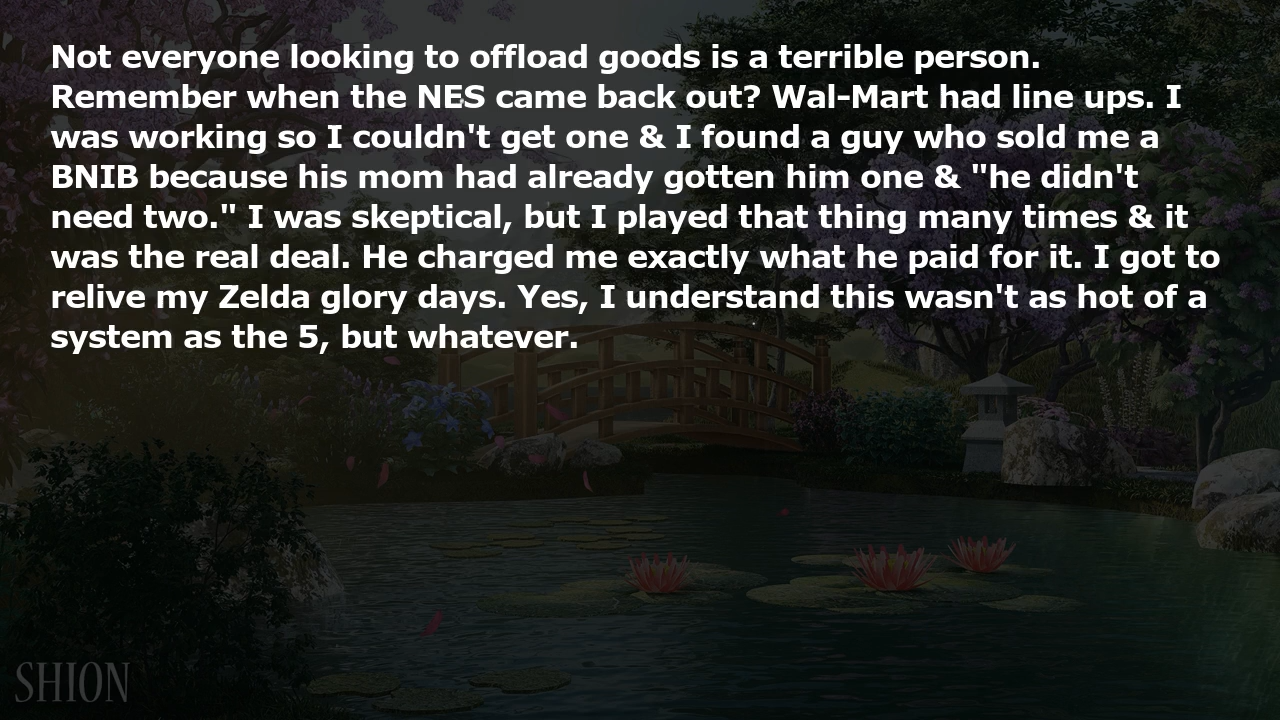 Not everyone looking to offload goods is a terrible person.
Remember when the NES came back out? Wal-Mart had line ups. I
was working so I couldn't get one & I found a guy who sold me a
BNIB because his mom had already gotten him one & "he didn't
need two." I was skeptical, but I played that thing many times & it
was the real deal. He charged me exactly what he paid for it. I got to
relive my Zelda glory days. Yes, I understand this wasn't as hot of a
system as the 5, but whatever.
SHION